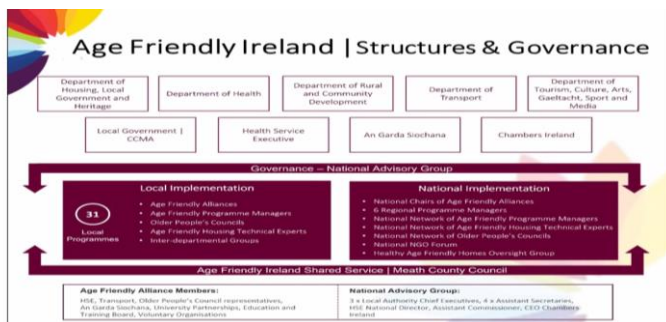 Age Friendly Ireland | Structures & Governance
Department of
Housing, Local
Government and
Heritage
Department of Health
Department of Rural
and Community
Development
Department of
Transport
Department of
Tourism, Culture, Arts,
Gaeltacht, Sport and
Media
Local Government |
CCMA
Health Service
Executive
An Garda Siochana
Chambers Ireland
Governance – National Advisory Group
Local Implementation
31
Local
Programmes
• Age Friendly Alliances
• Age Friendly Programme Managers
• Older People's Councils
• Age Friendly Housing Technical Experts
• Inter-departmental Groups
National Implementation
• National Chairs of Age Friendly Alliances
• 6 Regional Programme Managers
• National Network of Age Friendly Programme Managers
• National Network of Age Friendly Housing Technical Experts
• National Network of Older People's Councils
• National NGO Forum
• Healthy Age Friendly Homes Oversight Group
Age Friendly Ireland Shared Service | Meath County Council
Age Friendly Alliance Members:
HSE, Transport, Older People's Council representatives,
An Garda Siochana, University Partnerships, Education and
Training Board, Voluntary Organisations
National Advisory Group:
3 x Local Authority Chief Executives, 4 x Assistant Secretaries,
HSE National Director, Assistant Commissioner, CEO Chambers
Ireland